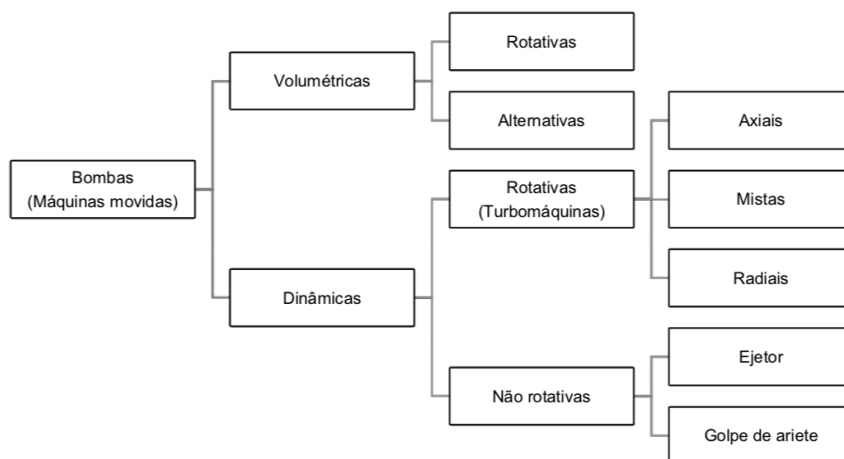 Bombas
(Máquinas movidas)
Volumétricas
Rotativas
Alternativas
Dinâmicas
Rotativas
(Turbomáquinas)
Axiais
Mistas
Radiais
Não rotativas
Ejetor
Golpe de ariete